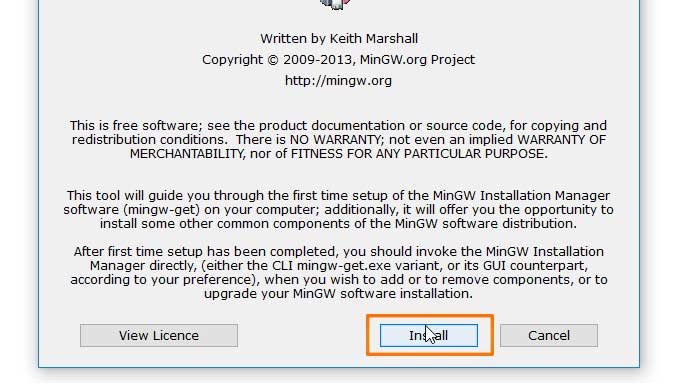 Written by Keith Marshall
Copyright © 2009-2013, MinGW.org Project
http://mingw.org
This is free software; see the product documentation or source code, for copying and
redistribution conditions.  There is NO WARRANTY; not even an implied WARRANTY OF
MERCHANTABILITY, nor of FITNESS FOR ANY PARTICULAR PURPOSE.
This tool will guide you through the first time setup of the MinGW Installation Manager
software (mingw-get) on your computer; additionally, it will offer you the opportunity to
install some other common components of the MinGW software distribution.
After first time setup has been completed, you should invoke the MinGW Installation
Manager directly, (either the CLI mingw-get.exe variant, or its GUI counterpart,
according to your preference), when you wish to add or to remove components, or to
upgrade your MinGW software installation.
View Licence
Install
Cancel